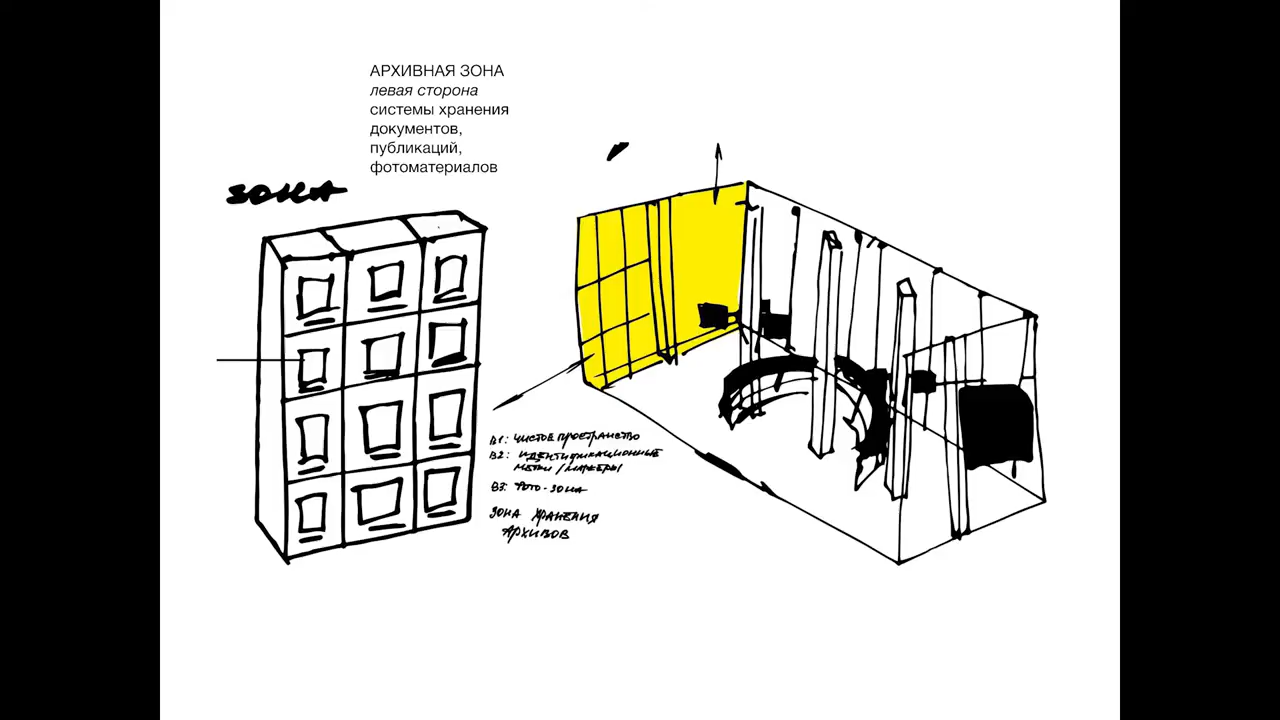 АРХИВНАЯ ЗОНА
левая сторона
системы хранения
документов,
публикаций,
фотоматериалов
ЗОНА
В1: ЧИСТОЕ ПРОСТРАНСТВО
В2: ИДЕНТИФИКАЦИОННЫЕ
МЕТКИ / МАРКЕРЫ
В3: ФОТО-ЗОНА
ЗОНА ХРАНЕНИЯ
АРХИВОВ